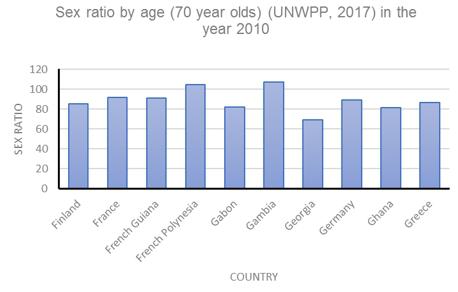 Sex ratio by age (70 year olds) (UNWPP, 2017) in the
year 2010
120
100
80
60
40
20
0
SEX RATIO
Finland
France
French Guiana
French Polynesia
Gabon
Gambia
Georgia
Germany
Ghana
Greece
COUNTRY